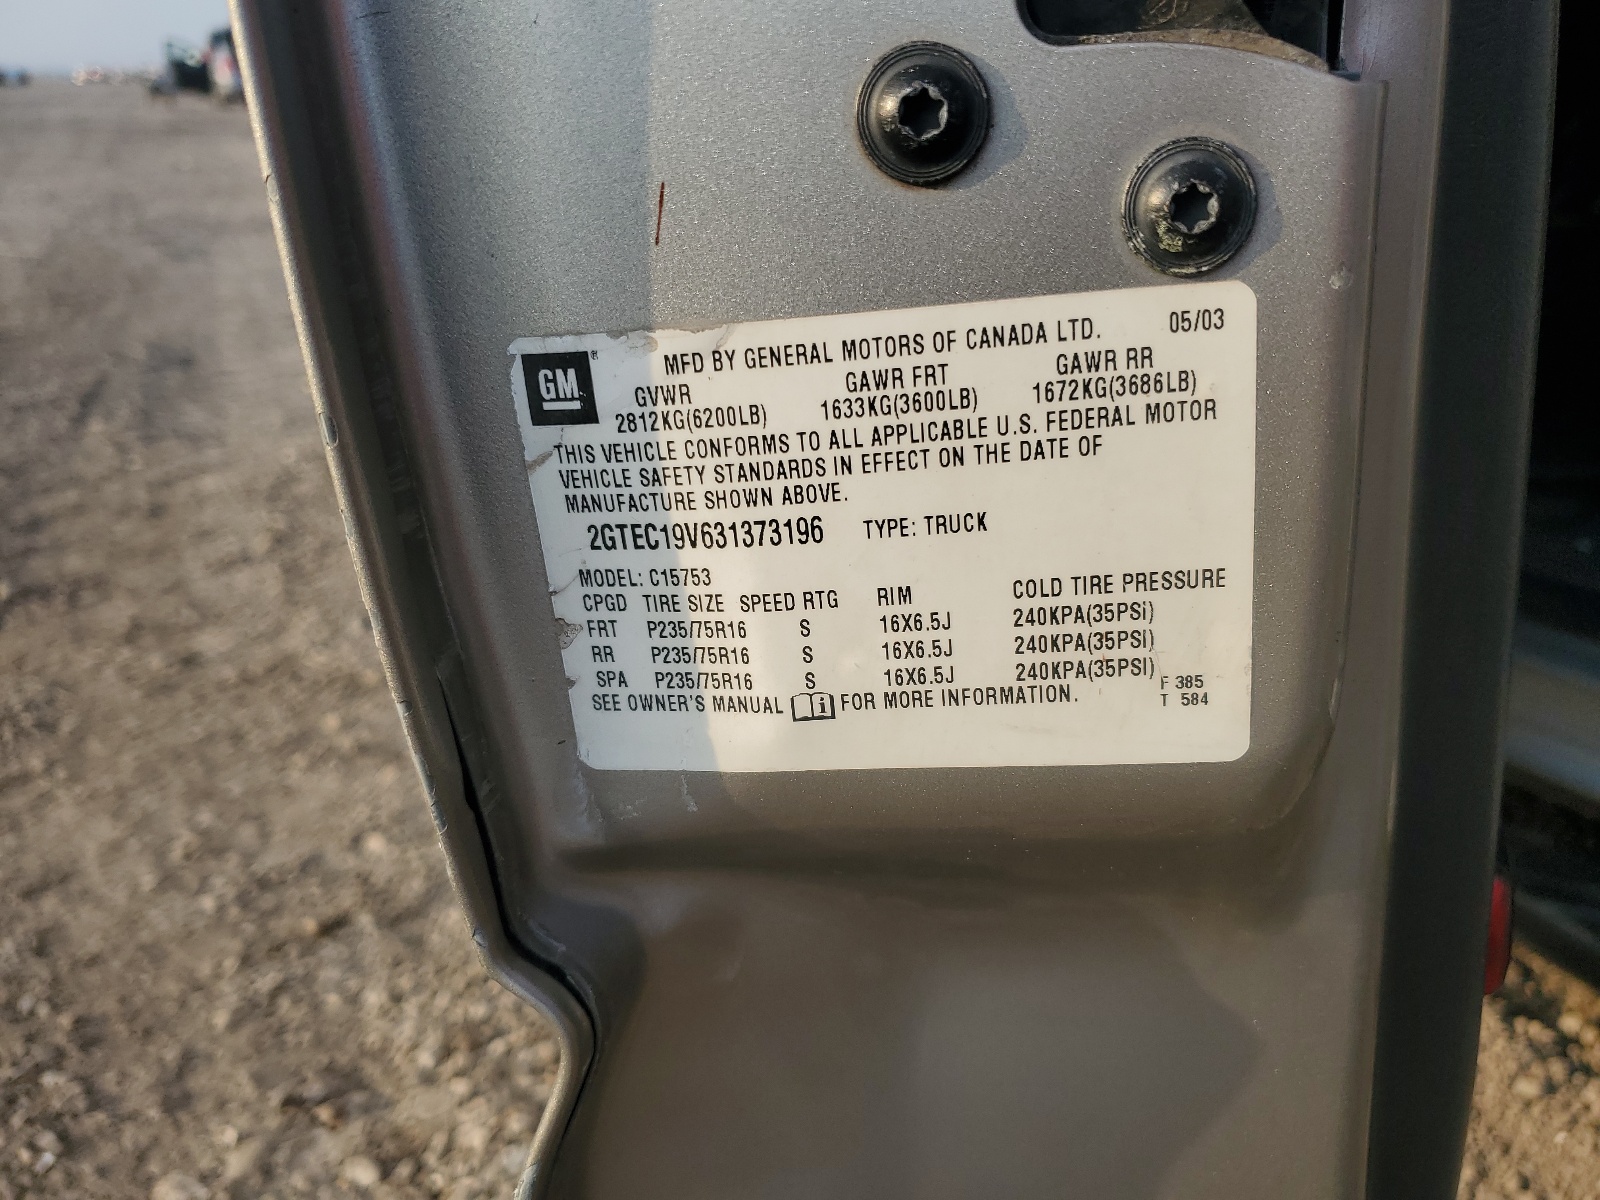 MFD BY GENERAL MOTORS OF CANADA LTD. 05/03
GM
GVWR GAWR FRT GAWR RR
2812KG(6200LB) 1633KG(3600LB) 1672KG(3686LB)
THIS VEHICLE CONFORMS TO ALL APPLICABLE U.S. FEDERAL MOTOR
VEHICLE SAFETY STANDARDS IN EFFECT ON THE DATE OF
MANUFACTURE SHOWN ABOVE.
2GTEC19V631373196 TYPE: TRUCK
MODEL: C15753
CPGD TIRE SIZE SPEED RTG RIM COLD TIRE PRESSURE
FRT P235/75R16 S 16X6.5J 240KPA(35PSI)
RR P235/75R16 S 16X6.5J 240KPA(35PSI)
SPA P235/75R16 S 16X6.5J 240KPA(35PSI)
SEE OWNER'S MANUAL i FOR MORE INFORMATION.
F 385
T 584